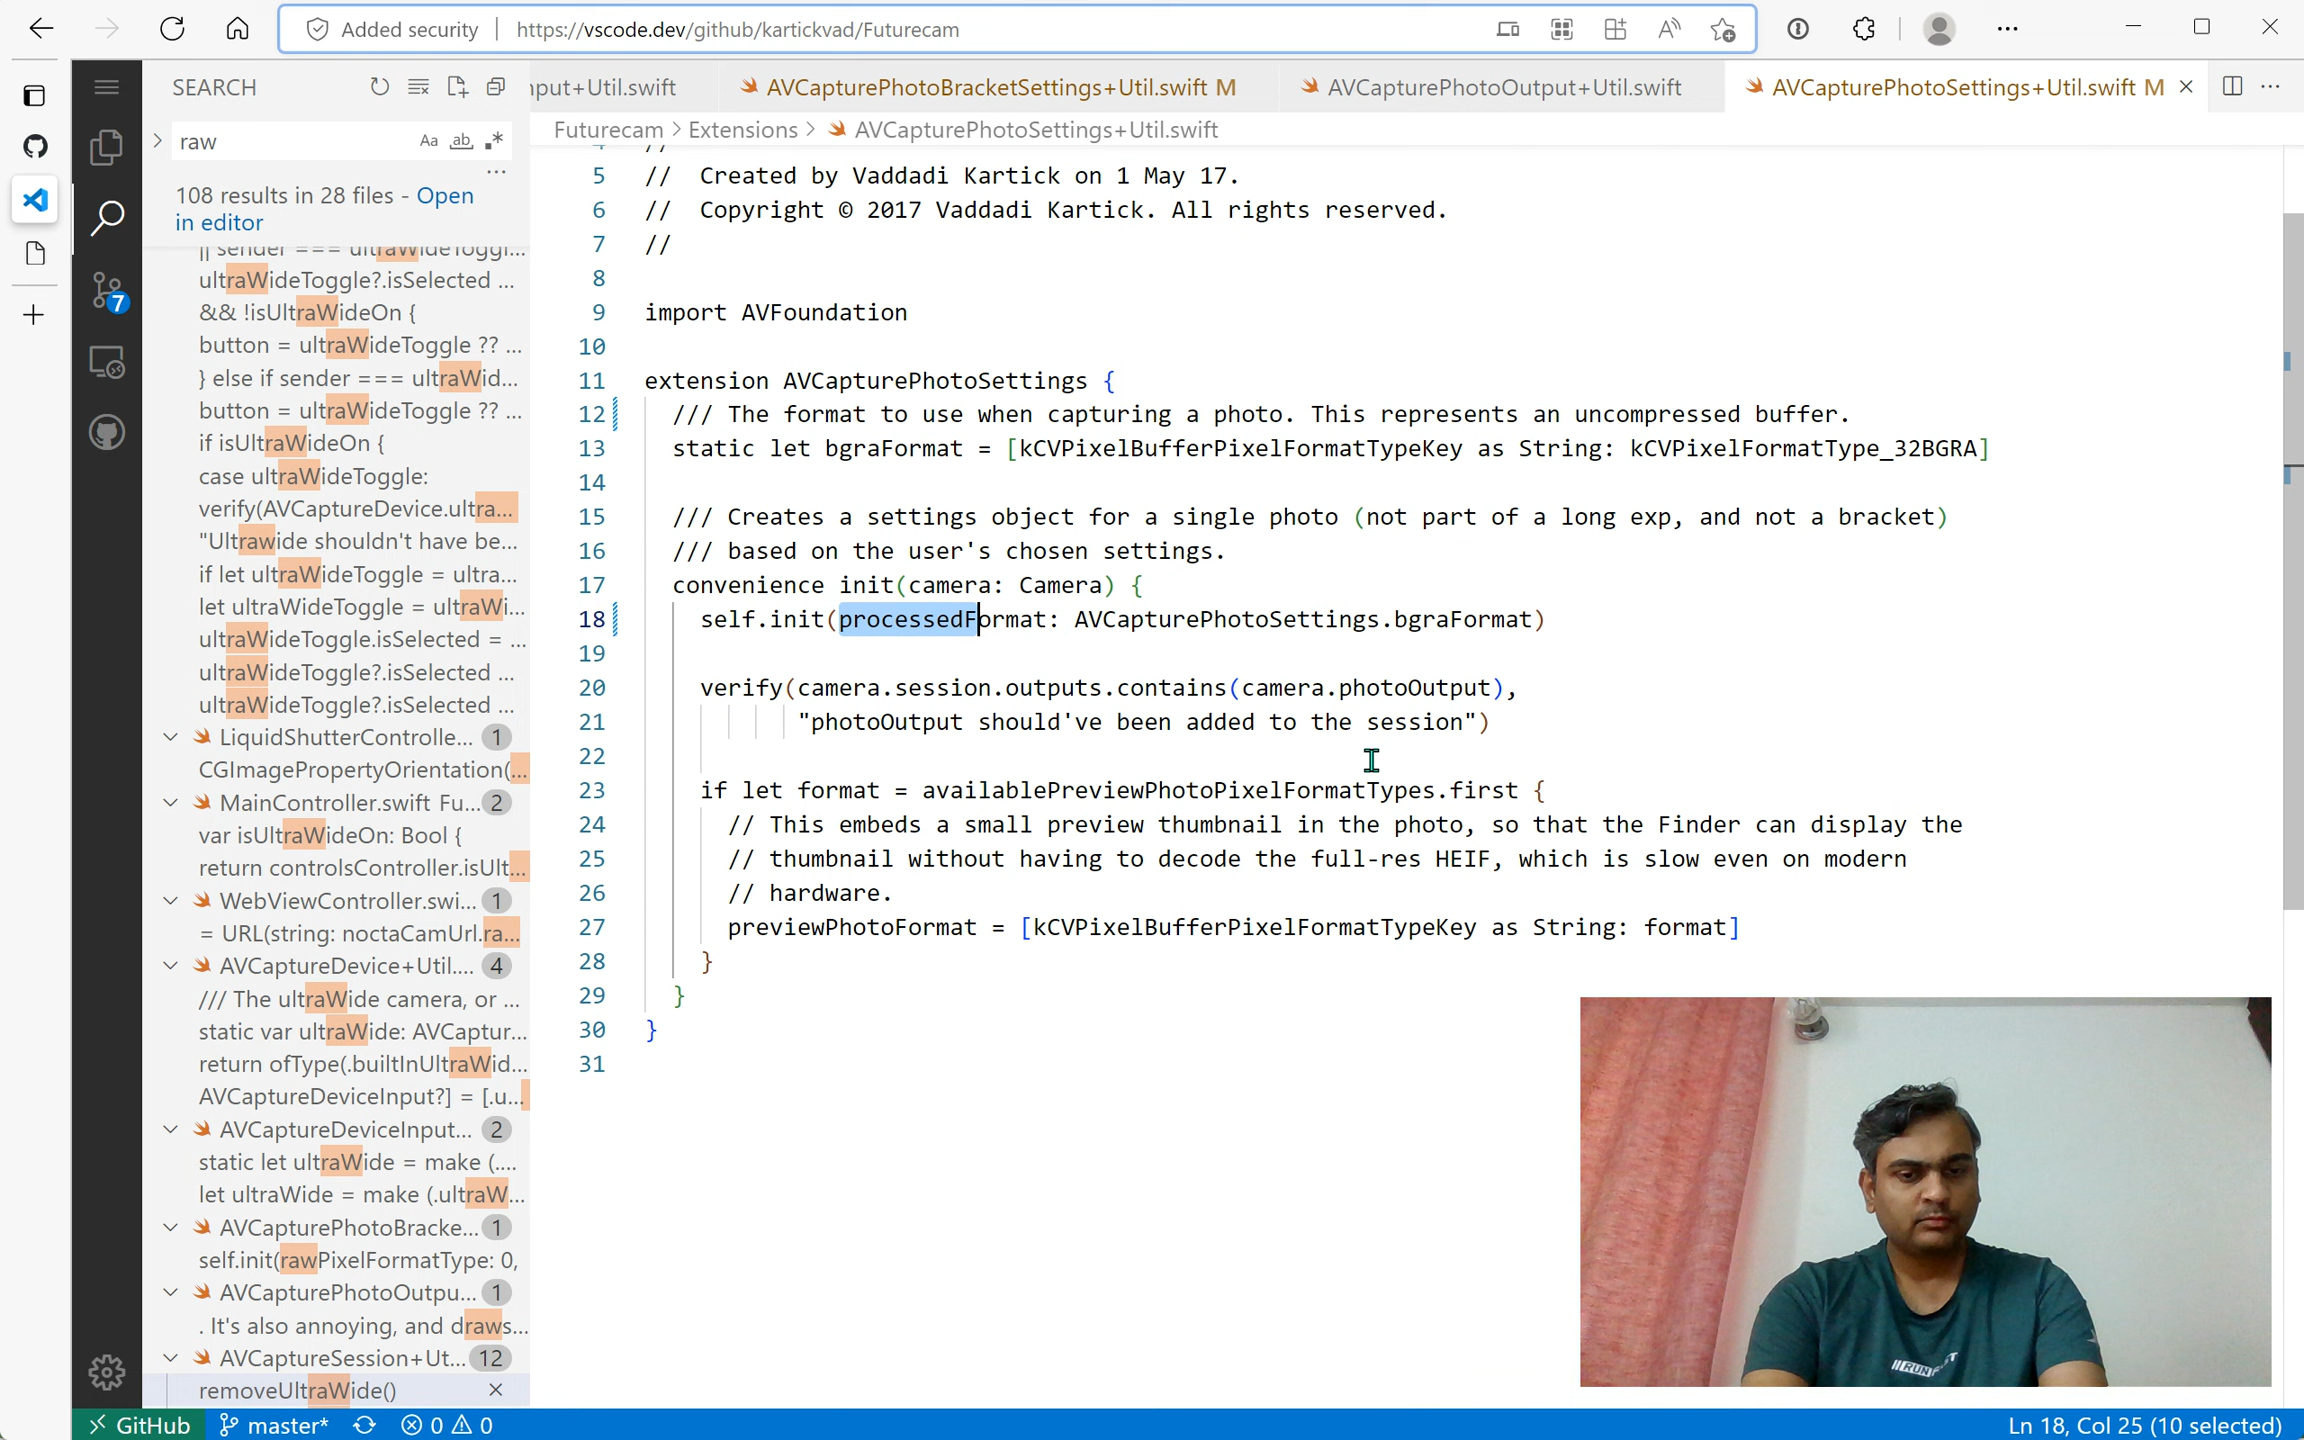 Added security
https://vscode.dev/github/kartickvad/Futurecam
SEARCH
raw
Aa
ab
108 results in 28 files - Open
in editor
|| sender === ultraWideToggl...
ultraWideToggle?.isSelected ...
&& !isUltraWideOn {
button = ultraWideToggle ?? ...
} else if sender === ultraWid...
button = ultraWideToggle ?? ...
if isUltraWideOn {
case ultraWideToggle:
verify(AVCaptureDevice.ultra...
"Ultrawide shouldn't have be...
if let ultraWideToggle = ultra...
let ultraWideToggle = ultraWi...
ultraWideToggle.isSelected = ...
ultraWideToggle?.isSelected ...
ultraWideToggle?.isSelected ...
LiquidShutterControlle... 1
CGImagePropertyOrientation(...
MainController.swift Fu... 2
var isUltraWideOn: Bool {
return controlsController.isUlt...
WebViewController.swi... 1
= URL(string: noctaCamUrl.ra...
AVCaptureDevice+Util.... 4
/// The ultraWide camera, or ...
static var ultraWide: AVCaptur...
return ofType(.builtInUltraWid...
AVCaptureDeviceInput?] = [.u...
AVCaptureDeviceInput... 2
static let ultraWide = make (....
let ultraWide = make (.ultraW...
AVCapturePhotoBracke... 1
self.init(rawPixelFormatType: 0,
AVCapturePhotoOutpu... 1
. It's also annoying, and draws...
AVCaptureSession+Ut... 12
removeUltraWide()
7
nput+Util.swift
AVCapturePhotoBracketSettings+Util.swift M
AVCapturePhotoOutput+Util.swift
AVCapturePhotoSettings+Util.swift M
Futurecam > Extensions > AVCapturePhotoSettings+Util.swift
4 //
5 //  Created by Vaddadi Kartick on 1 May 17.
6 //  Copyright © 2017 Vaddadi Kartick. All rights reserved.
7 //
8
9 import AVFoundation
10
11 extension AVCapturePhotoSettings {
12 /// The format to use when capturing a photo. This represents an uncompressed buffer.
13 static let bgraFormat = [kCVPixelBufferPixelFormatTypeKey as String: kCVPixelFormatType_32BGRA]
14
15 /// Creates a settings object for a single photo (not part of a long exp, and not a bracket)
16 /// based on the user's chosen settings.
17 convenience init(camera: Camera) {
18 self.init(processedFormat: AVCapturePhotoSettings.bgraFormat)
19
20 verify(camera.session.outputs.contains(camera.photoOutput),
21 "photoOutput should've been added to the session")
22
23 if let format = availablePreviewPhotoPixelFormatTypes.first {
24 // This embeds a small preview thumbnail in the photo, so that the Finder can display the
25 // thumbnail without having to decode the full-res HEIF, which is slow even on modern
26 // hardware.
27 previewPhotoFormat = [kCVPixelBufferPixelFormatTypeKey as String: format]
28 }
29 }
30 }
31
GitHub
master*
0 0
Ln 18, Col 25 (10 selected)